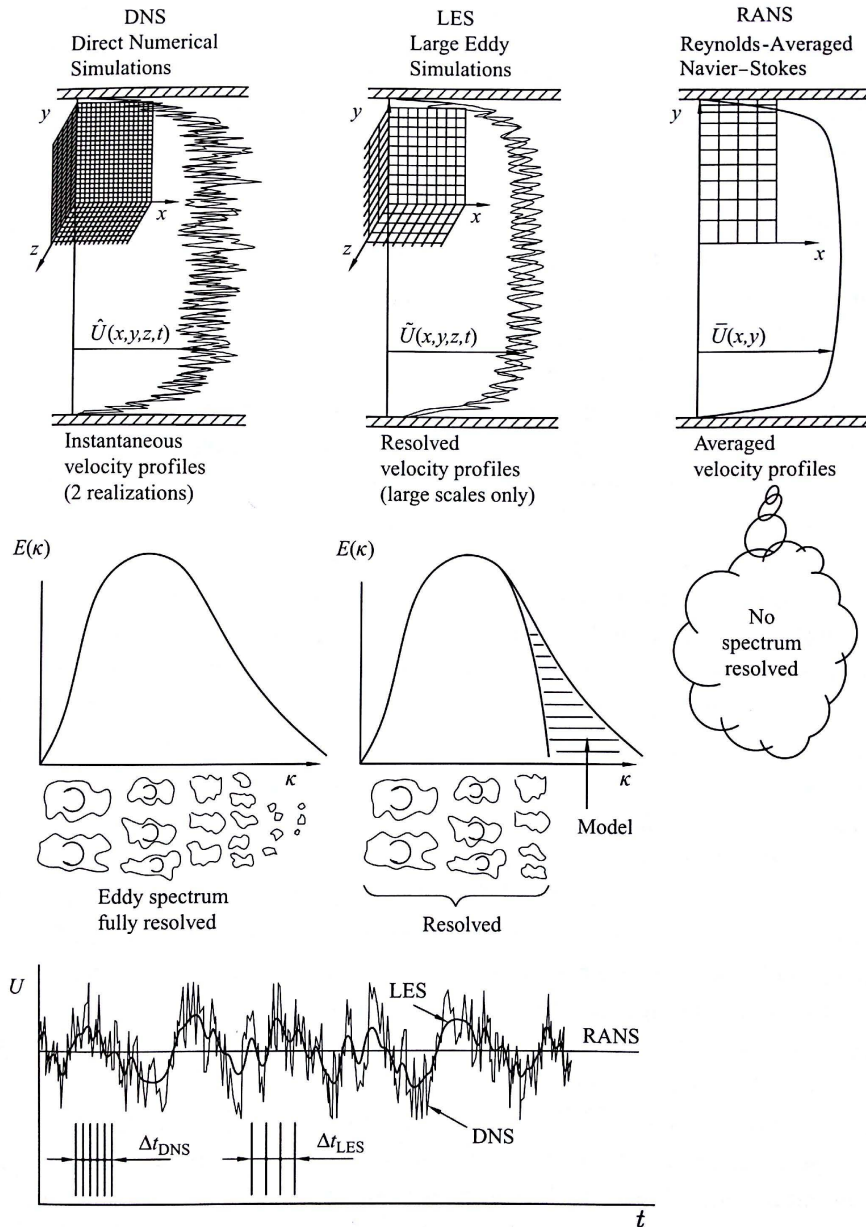 DNS
Direct Numerical
Simulations
LES
Large Eddy
Simulations
RANS
Reynolds-Averaged
Navier–Stokes
y
x
z
Û(x,y,z,t)
y
x
z
Ũ(x,y,z,t)
y
x
Ū(x,y)
Instantaneous
velocity profiles
(2 realizations)
Resolved
velocity profiles
(large scales only)
Averaged
velocity profiles
E(κ)
κ
E(κ)
κ
No
spectrum
resolved
Model
Eddy spectrum
fully resolved
Resolved
U
LES
RANS
DNS
Δt_DNS
Δt_LES
t